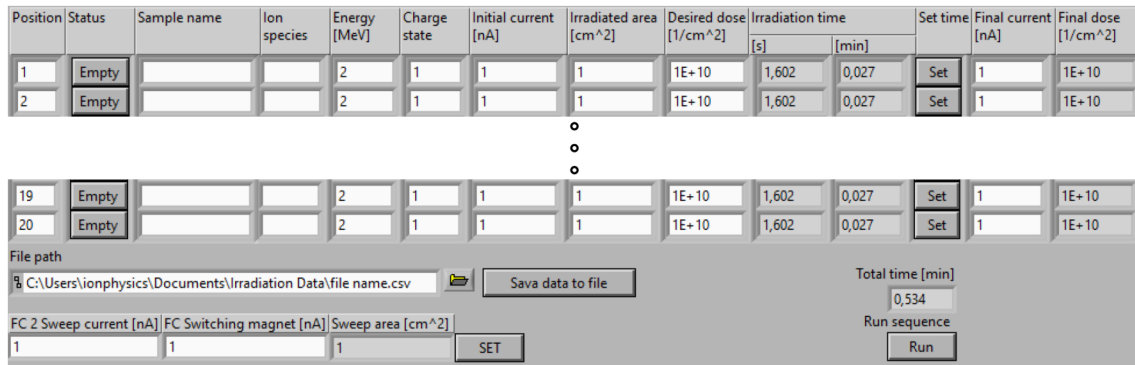 Position Status Sample name Ion species Energy [MeV] Charge state Initial current [nA] Irradiated area [cm^2] Desired dose [1/cm^2] Irradiation time [s] [min] Set time Final current [nA] Final dose [1/cm^2]
1 Empty 2 1 1 1 1E+10 1,602 0,027 Set 1 1E+10
2 Empty 2 1 1 1 1E+10 1,602 0,027 Set 1 1E+10
19 Empty 2 1 1 1 1E+10 1,602 0,027 Set 1 1E+10
20 Empty 2 1 1 1 1E+10 1,602 0,027 Set 1 1E+10
File path
C:\Users\ionphysics\Documents\Irradiation Data\file name.csv Sava data to file
Total time [min]
0,534
FC 2 Sweep current [nA] FC Switching magnet [nA] Sweep area [cm^2]
1 1 1 SET
Run sequence
Run